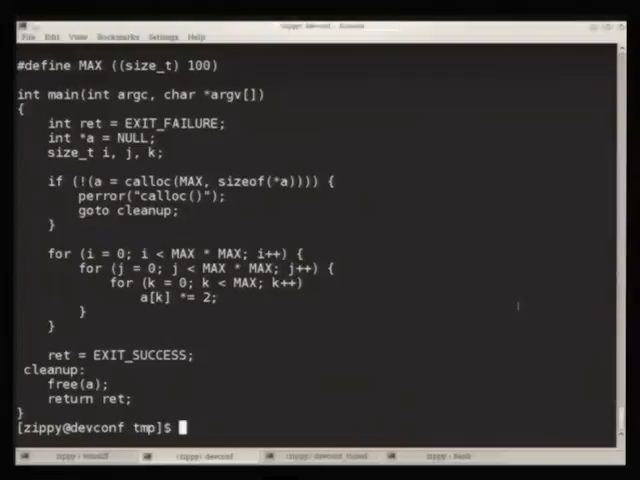 File Edit View Bookmarks Settings Help
#define MAX ((size_t) 100)
int main(int argc, char *argv[])
{
int ret = EXIT_FAILURE;
int *a = NULL;
size_t i, j, k;
if (!(a = calloc(MAX, sizeof(*a)))) {
perror("calloc()");
goto cleanup;
}
for (i = 0; i < MAX * MAX; i++) {
for (j = 0; j < MAX * MAX; j++) {
for (k = 0; k < MAX; k++)
a[k] *= 2;
}
}
ret = EXIT_SUCCESS;
cleanup:
free(a);
return ret;
}
[zippy@devconf tmp]$